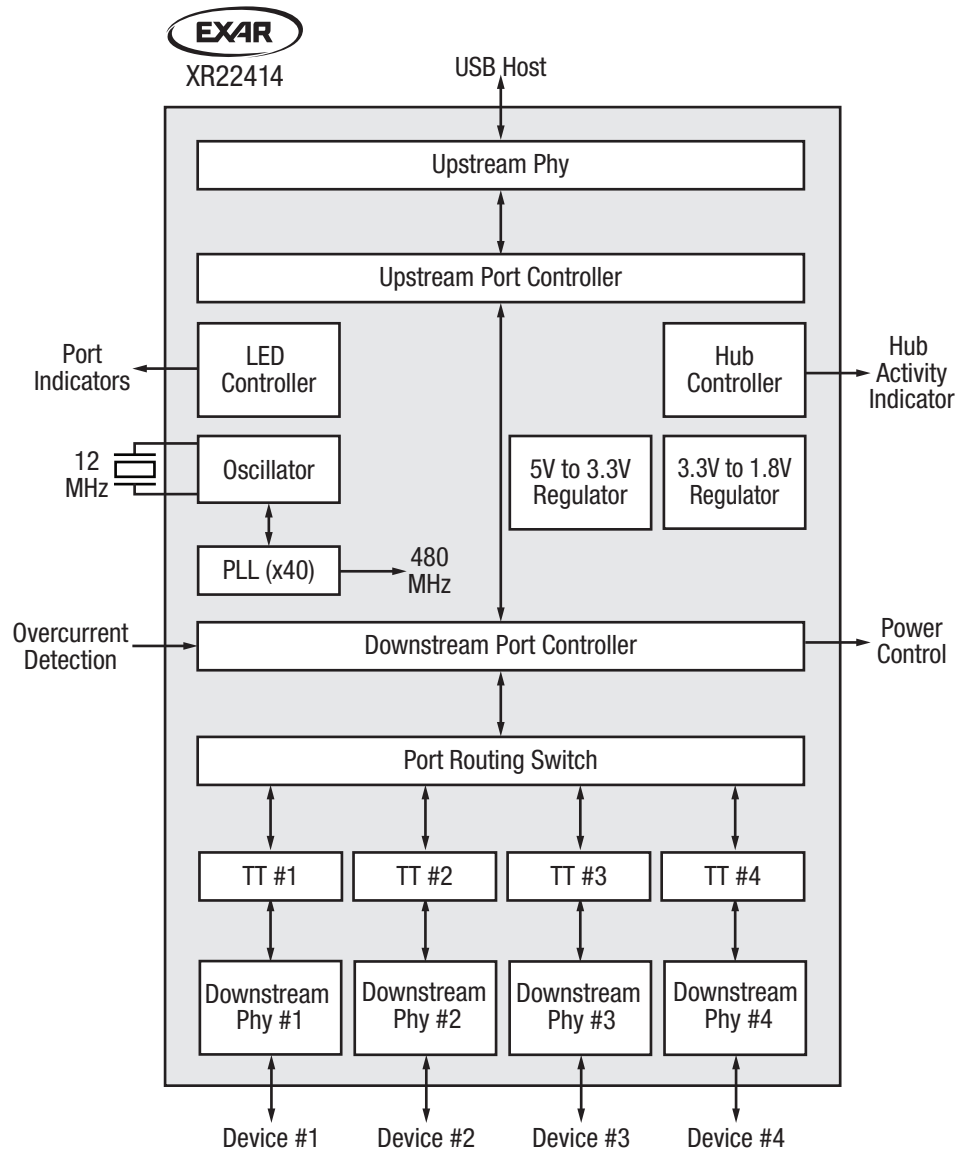 EXAR
XR22414
USB Host
Upstream Phy
Upstream Port Controller
Port
Indicators
LED
Controller
Hub
Controller
Hub
Activity
Indicator
12
MHz
Oscillator
5V to 3.3V
Regulator
3.3V to 1.8V
Regulator
PLL (x40)
480
MHz
Overcurrent
Detection
Downstream Port Controller
Power
Control
Port Routing Switch
TT #1
TT #2
TT #3
TT #4
Downstream
Phy #1
Downstream
Phy #2
Downstream
Phy #3
Downstream
Phy #4
Device #1
Device #2
Device #3
Device #4